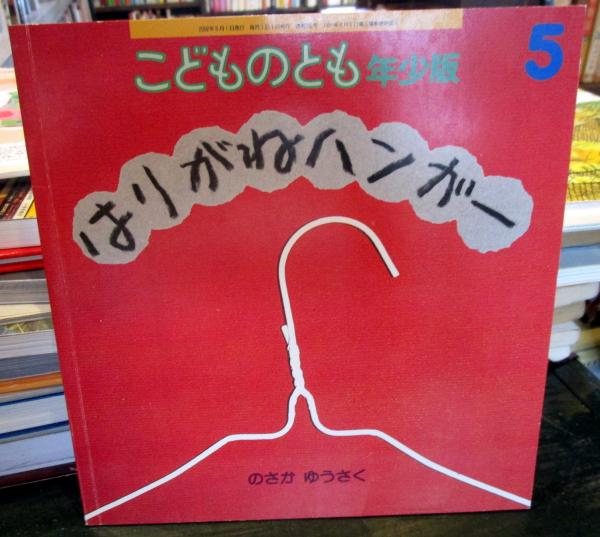 こどものとも年少版
5
はりがねハンガー
のさか ゆうさく